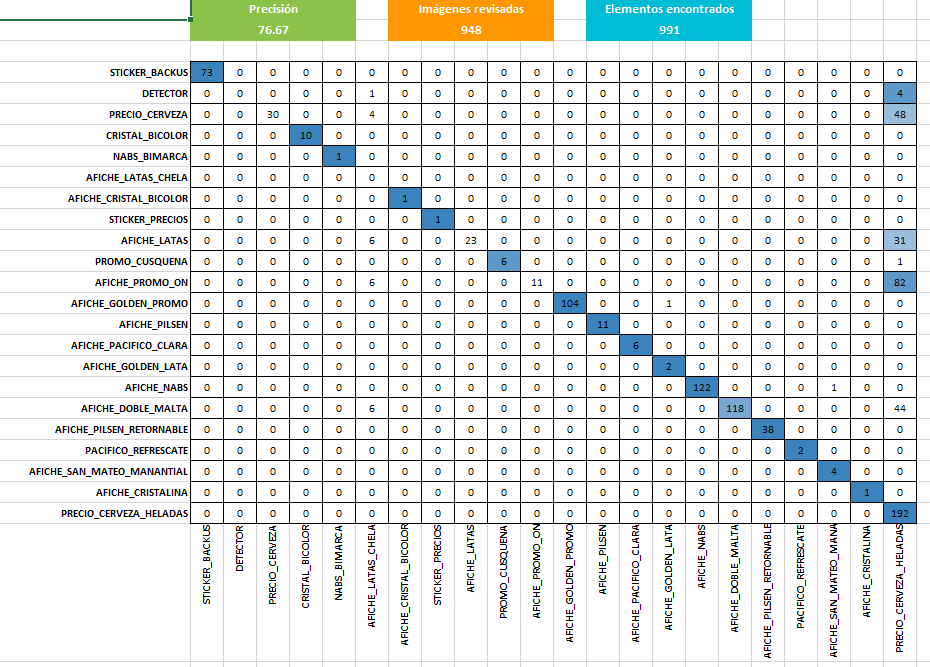 Precisión Imágenes revisadas Elementos encontrados
76.67 948 991
STICKER_BACKUS 73 0 0 0 0 0 0 0 0 0 0 0 0 0 0 0 0 0 0 0 0 0
DETECTOR 0 0 0 0 0 1 0 0 0 0 0 0 0 0 0 0 0 0 0 0 0 4
PRECIO_CERVEZA 0 0 30 0 0 4 0 0 0 0 0 0 0 0 0 0 0 0 0 0 0 48
CRISTAL_BICOLOR 0 0 0 10 0 0 0 0 0 0 0 0 0 0 0 0 0 0 0 0 0 0
NABS_BIMARCA 0 0 0 0 1 0 0 0 0 0 0 0 0 0 0 0 0 0 0 0 0 0
AFICHE_LATAS_CHELA 0 0 0 0 0 0 0 0 0 0 0 0 0 0 0 0 0 0 0 0 0 0
AFICHE_CRISTAL_BICOLOR 0 0 0 0 0 0 1 0 0 0 0 0 0 0 0 0 0 0 0 0 0 0
STICKER_PRECIOS 0 0 0 0 0 0 0 1 0 0 0 0 0 0 0 0 0 0 0 0 0 0
AFICHE_LATAS 0 0 0 0 0 6 0 0 23 0 0 0 0 0 0 0 0 0 0 0 0 31
PROMO_CUSQUENA 0 0 0 0 0 0 0 0 0 6 0 0 0 0 0 0 0 0 0 0 0 1
AFICHE_PROMO_ON 0 0 0 0 0 6 0 0 0 0 11 0 0 0 0 0 0 0 0 0 0 82
AFICHE_GOLDEN_PROMO 0 0 0 0 0 0 0 0 0 0 0 104 0 0 1 0 0 0 0 0 0 0
AFICHE_PILSEN 0 0 0 0 0 0 0 0 0 0 0 0 11 0 0 0 0 0 0 0 0 0
AFICHE_PACIFICO_CLARA 0 0 0 0 0 0 0 0 0 0 0 0 0 6 0 0 0 0 0 0 0 0
AFICHE_GOLDEN_LATA 0 0 0 0 0 0 0 0 0 0 0 0 0 0 2 0 0 0 0 0 0 0
AFICHE_NABS 0 0 0 0 0 0 0 0 0 0 0 0 0 0 0 122 0 0 0 1 0 0
AFICHE_DOBLE_MALTA 0 0 0 0 0 6 0 0 0 0 0 0 0 0 0 0 118 0 0 0 0 44
AFICHE_PILSEN_RETORNABLE 0 0 0 0 0 0 0 0 0 0 0 0 0 0 0 0 0 38 0 0 0 0
PACIFICO_REFRESCATE 0 0 0 0 0 0 0 0 0 0 0 0 0 0 0 0 0 0 2 0 0 0
AFICHE_SAN_MATEO_MANANTIAL 0 0 0 0 0 0 0 0 0 0 0 0 0 0 0 0 0 0 0 4 0 0
AFICHE_CRISTALINA 0 0 0 0 0 0 0 0 0 0 0 0 0 0 0 0 0 0 0 0 1 0
PRECIO_CERVEZA_HELADAS 0 0 0 0 0 0 0 0 0 0 0 0 0 0 0 0 0 0 0 0 0 192
STICKER_BACKUS
DETECTOR
PRECIO_CERVEZA
CRISTAL_BICOLOR
NABS_BIMARCA
AFICHE_LATAS_CHELA
AFICHE_CRISTAL_BICOLOR
STICKER_PRECIOS
AFICHE_LATAS
PROMO_CUSQUENA
AFICHE_PROMO_ON
AFICHE_GOLDEN_PROMO
AFICHE_PILSEN
AFICHE_PACIFICO_CLARA
AFICHE_GOLDEN_LATA
AFICHE_NABS
AFICHE_DOBLE_MALTA
AFICHE_PILSEN_RETORNABLE
PACIFICO_REFRESCATE
AFICHE_SAN_MATEO_MANA
AFICHE_CRISTALINA
PRECIO_CERVEZA_HELADAS